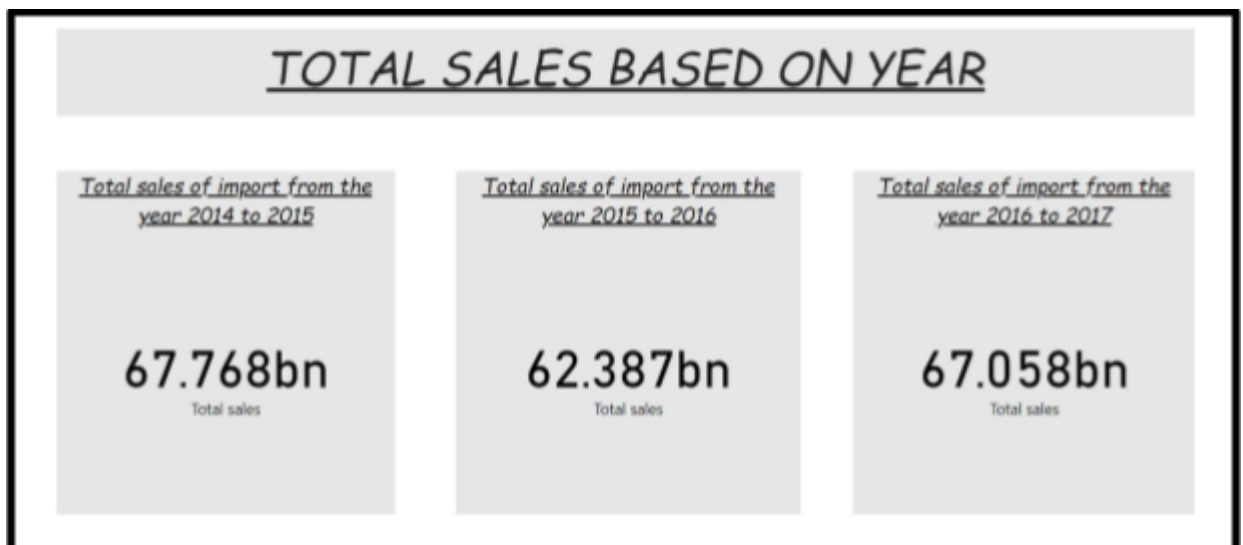 TOTAL SALES BASED ON YEAR
Total sales of import from the
year 2014 to 2015
67.768bn
Total sales
Total sales of import from the
year 2015 to 2016
62.387bn
Total sales
Total sales of import from the
year 2016 to 2017
67.058bn
Total sales